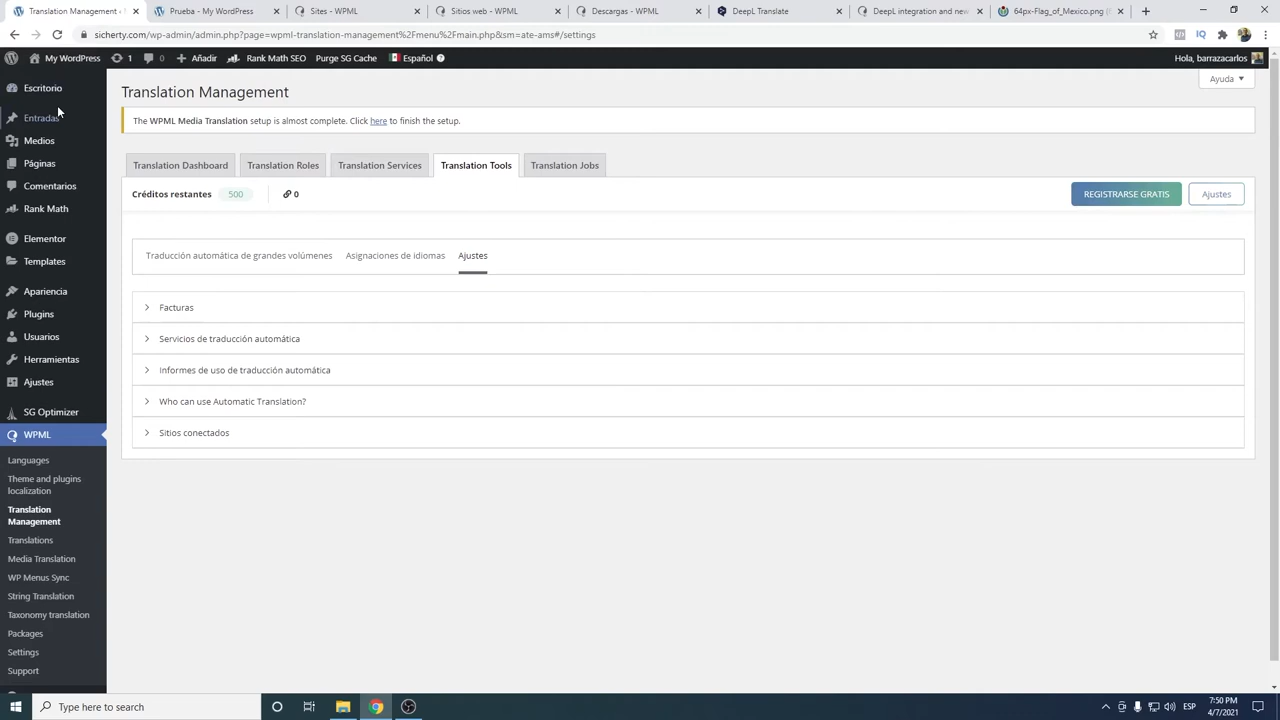 Translation M
Prueba – My WordPress
Sites - WPML
Sitios web - WPML
Descargas - WPML
DeepL Translate
DeepL integration and new
64px-Flag_of_Mexico.png (
sicherty.com/wp-admin/admin.php?page=wpml-translation-management%2Fmenu%2Fmain.php&sm=ate-ams#/settings
My WordPress 1 0 Añadir Rank Math SEO Purge SG Cache Español
Hola, barrazacarlos
Ayuda
Escritorio
Entradas
Medios
Páginas
Comentarios
Rank Math
Elementor
Templates
Apariencia
Plugins
Usuarios
Herramientas
Ajustes
SG Optimizer
WPML
Languages
Theme and plugins
localization
Translation
Management
Translations
Media Translation
WP Menus Sync
String Translation
Taxonomy translation
Packages
Settings
Support
Translation Management
The WPML Media Translation setup is almost complete. Click here to finish the setup.
Translation Dashboard Translation Roles Translation Services Translation Tools Translation Jobs
Créditos restantes 500 0 REGISTRARSE GRATIS Ajustes
Traducción automática de grandes volúmenes Asignaciones de idiomas Ajustes
Facturas
Servicios de traducción automática
Informes de uso de traducción automática
Who can use Automatic Translation?
Sitios conectados
Type here to search
ESP
7:50 PM
4/7/2021